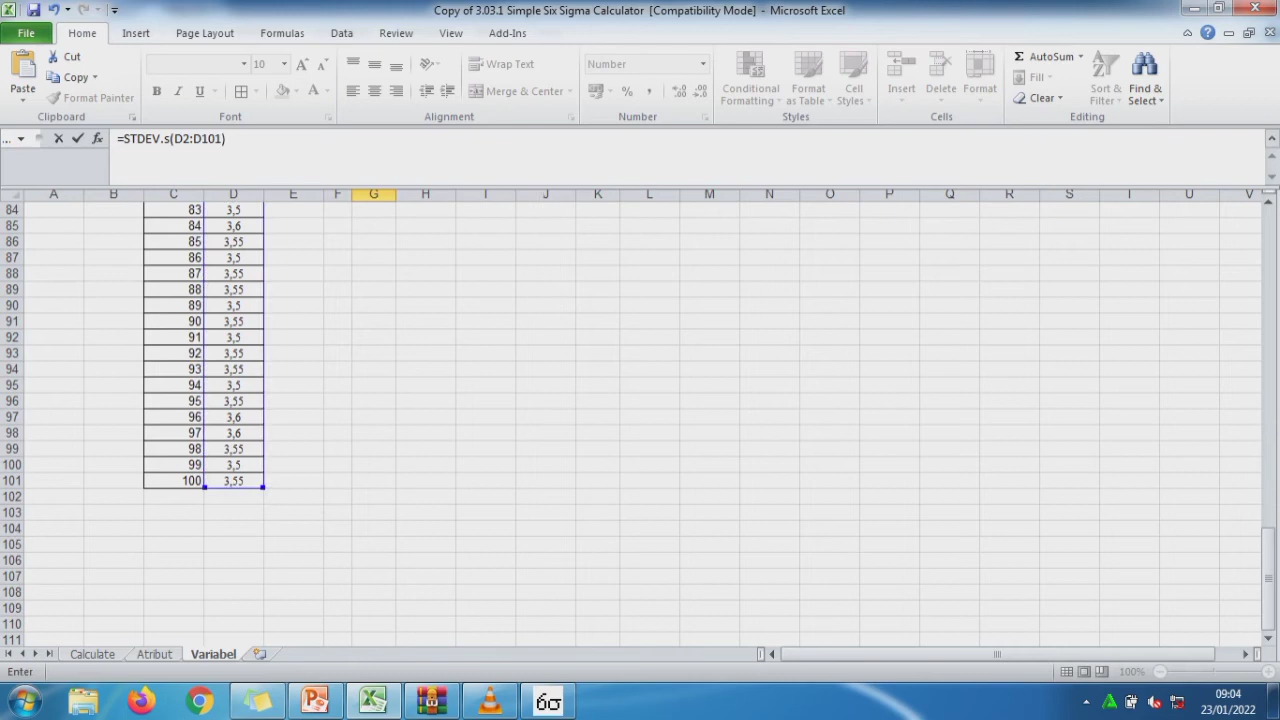 Copy of 3.03.1 Simple Six Sigma Calculator [Compatibility Mode] - Microsoft Excel
File Home Insert Page Layout Formulas Data Review View Add-Ins
Cut 10 Wrap Text Number AutoSum
Copy Fill
Paste Format Painter Merge & Center Conditional Formatting Format as Table Cell Styles Insert Delete Format Clear Sort & Filter Find & Select
Clipboard Font Alignment Number Styles Cells Editing
... fx =STDEV.s(D2:D101)
A B C D E F G H I J K L M N O P Q R S T U V
84 83 3,5
85 84 3,6
86 85 3,55
87 86 3,5
88 87 3,55
89 88 3,55
90 89 3,5
91 90 3,55
92 91 3,5
93 92 3,55
94 93 3,55
95 94 3,5
96 95 3,55
97 96 3,6
98 97 3,6
99 98 3,55
100 99 3,5
101 100 3,55
102
103
104
105
106
107
108
109
110
111
Calculate Atribut Variabel
Enter 100%
6σ 09:04
23/01/2022